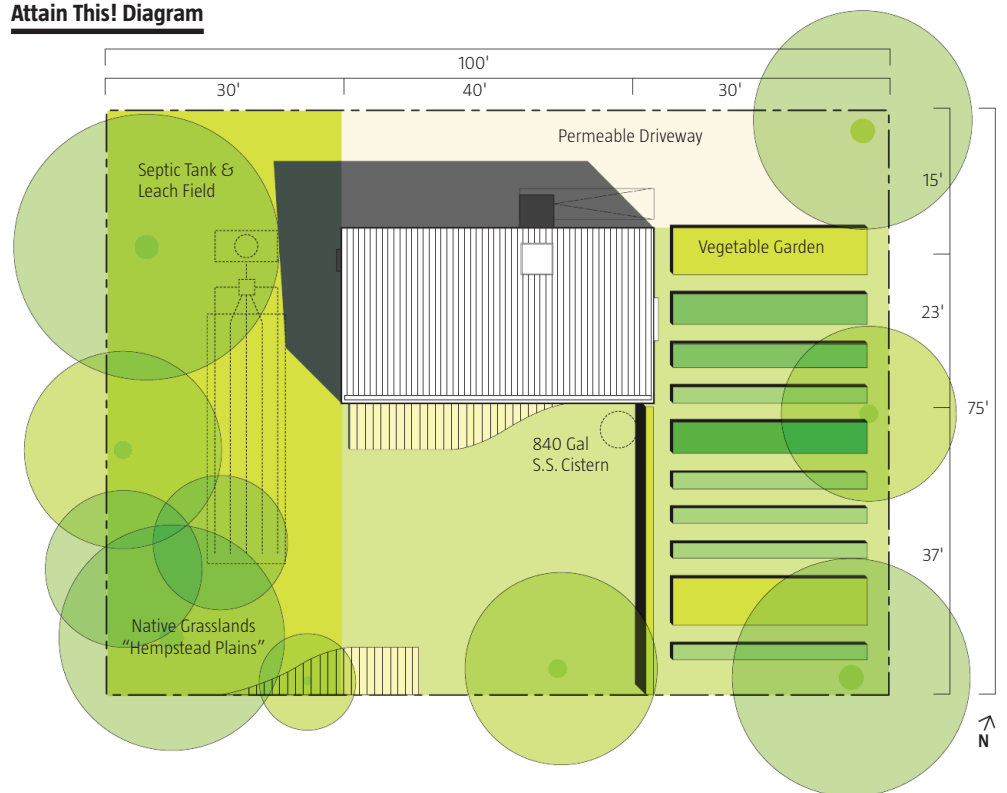 Attain This! Diagram
100'
30'
40'
30'
Permeable Driveway
Septic Tank &
Leach Field
15'
Vegetable Garden
23'
75'
840 Gal
S.S. Cistern
37'
Native Grasslands
“Hempstead Plains”
N